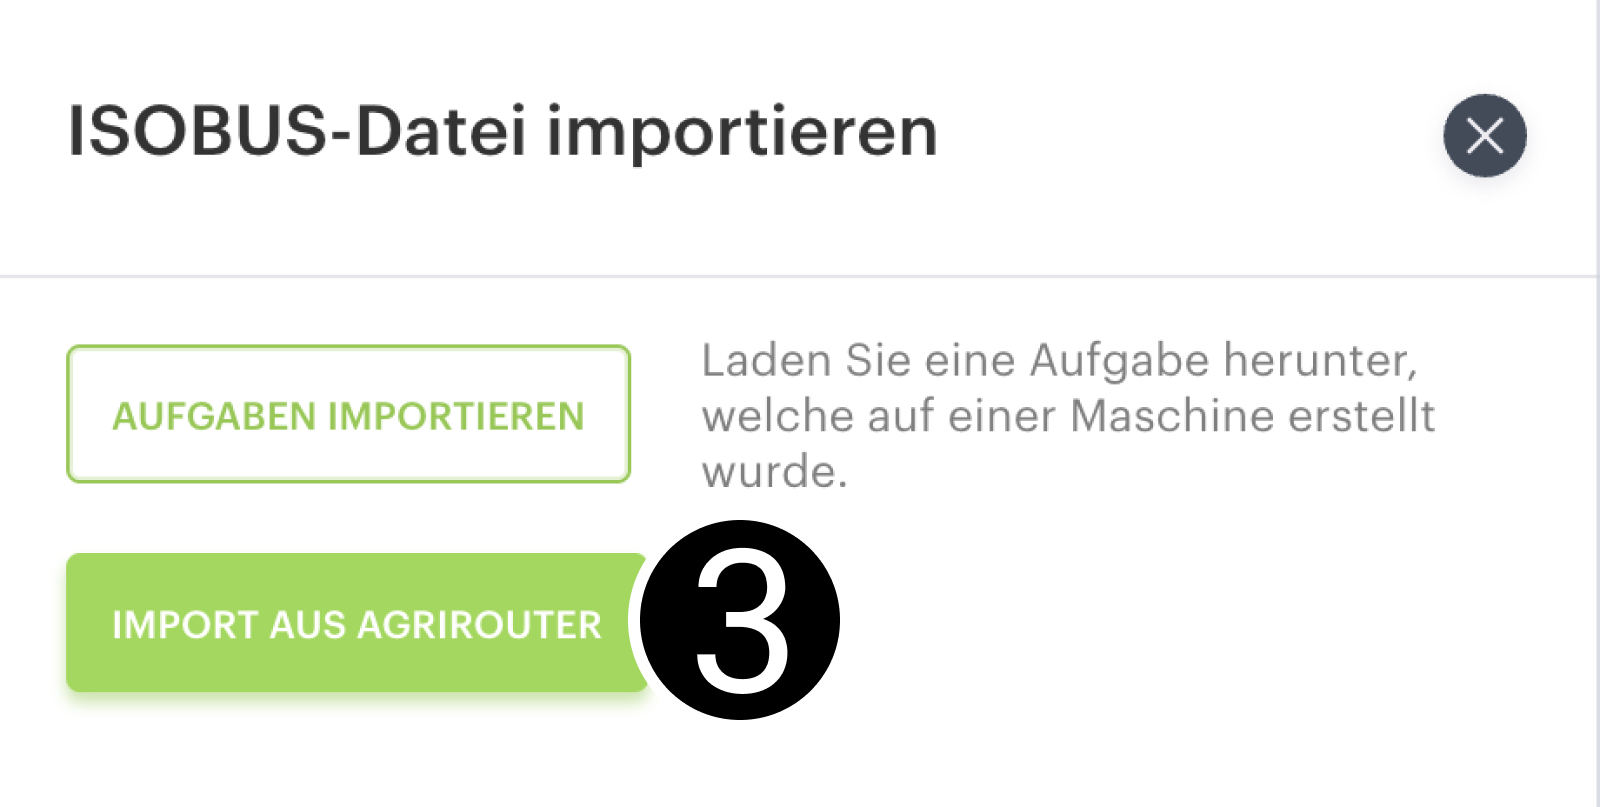 ISOBUS-Datei importieren
AUFGABEN IMPORTIEREN
Laden Sie eine Aufgabe herunter,
welche auf einer Maschine erstellt
wurde.
IMPORT AUS AGRIROUTER
3